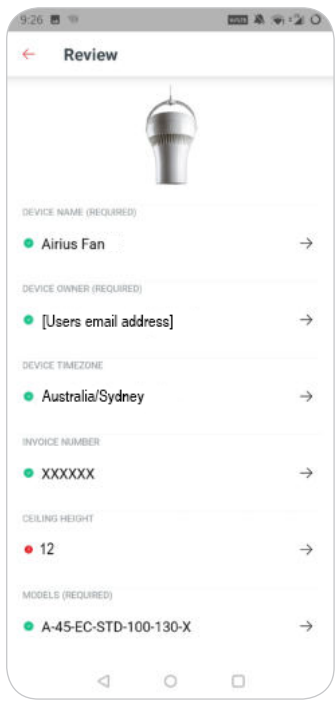 9:26
Review
DEVICE NAME (REQUIRED)
Airius Fan
DEVICE OWNER (REQUIRED)
[Users email address]
DEVICE TIMEZONE
Australia/Sydney
INVOICE NUMBER
XXXXXX
CEILING HEIGHT
12
MODELS (REQUIRED)
A-45-EC-STD-100-130-X